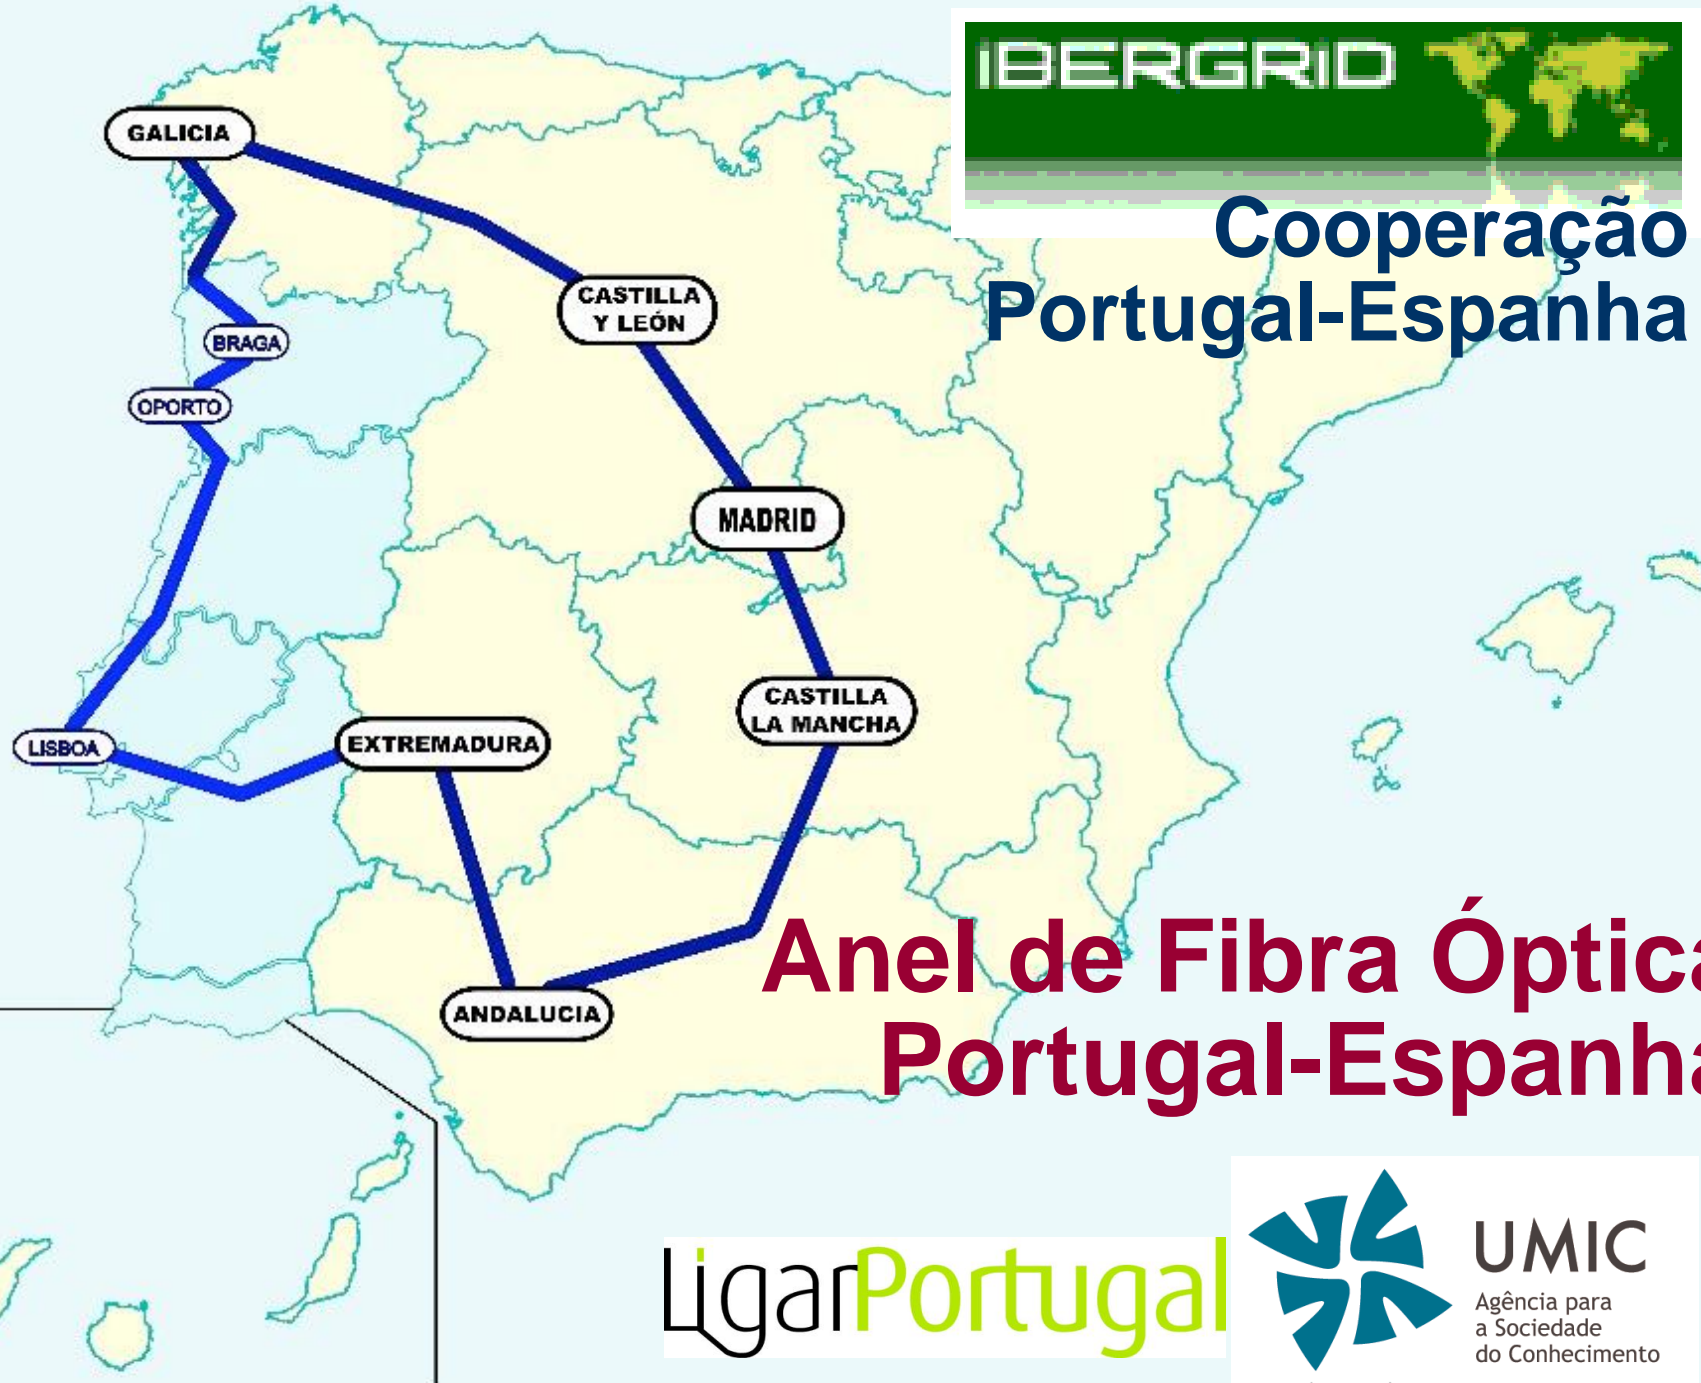 IBERGRID
Cooperação
Portugal-Espanha
GALICIA
CASTILLA
Y LEÓN
BRAGA
OPORTO
MADRID
CASTILLA
LA MANCHA
LISBOA
EXTREMADURA
ANDALUCIA
Anel de Fibra Óptica
Portugal-Espanha
LigarPortugal
UMIC
Agência para
a Sociedade
do Conhecimento